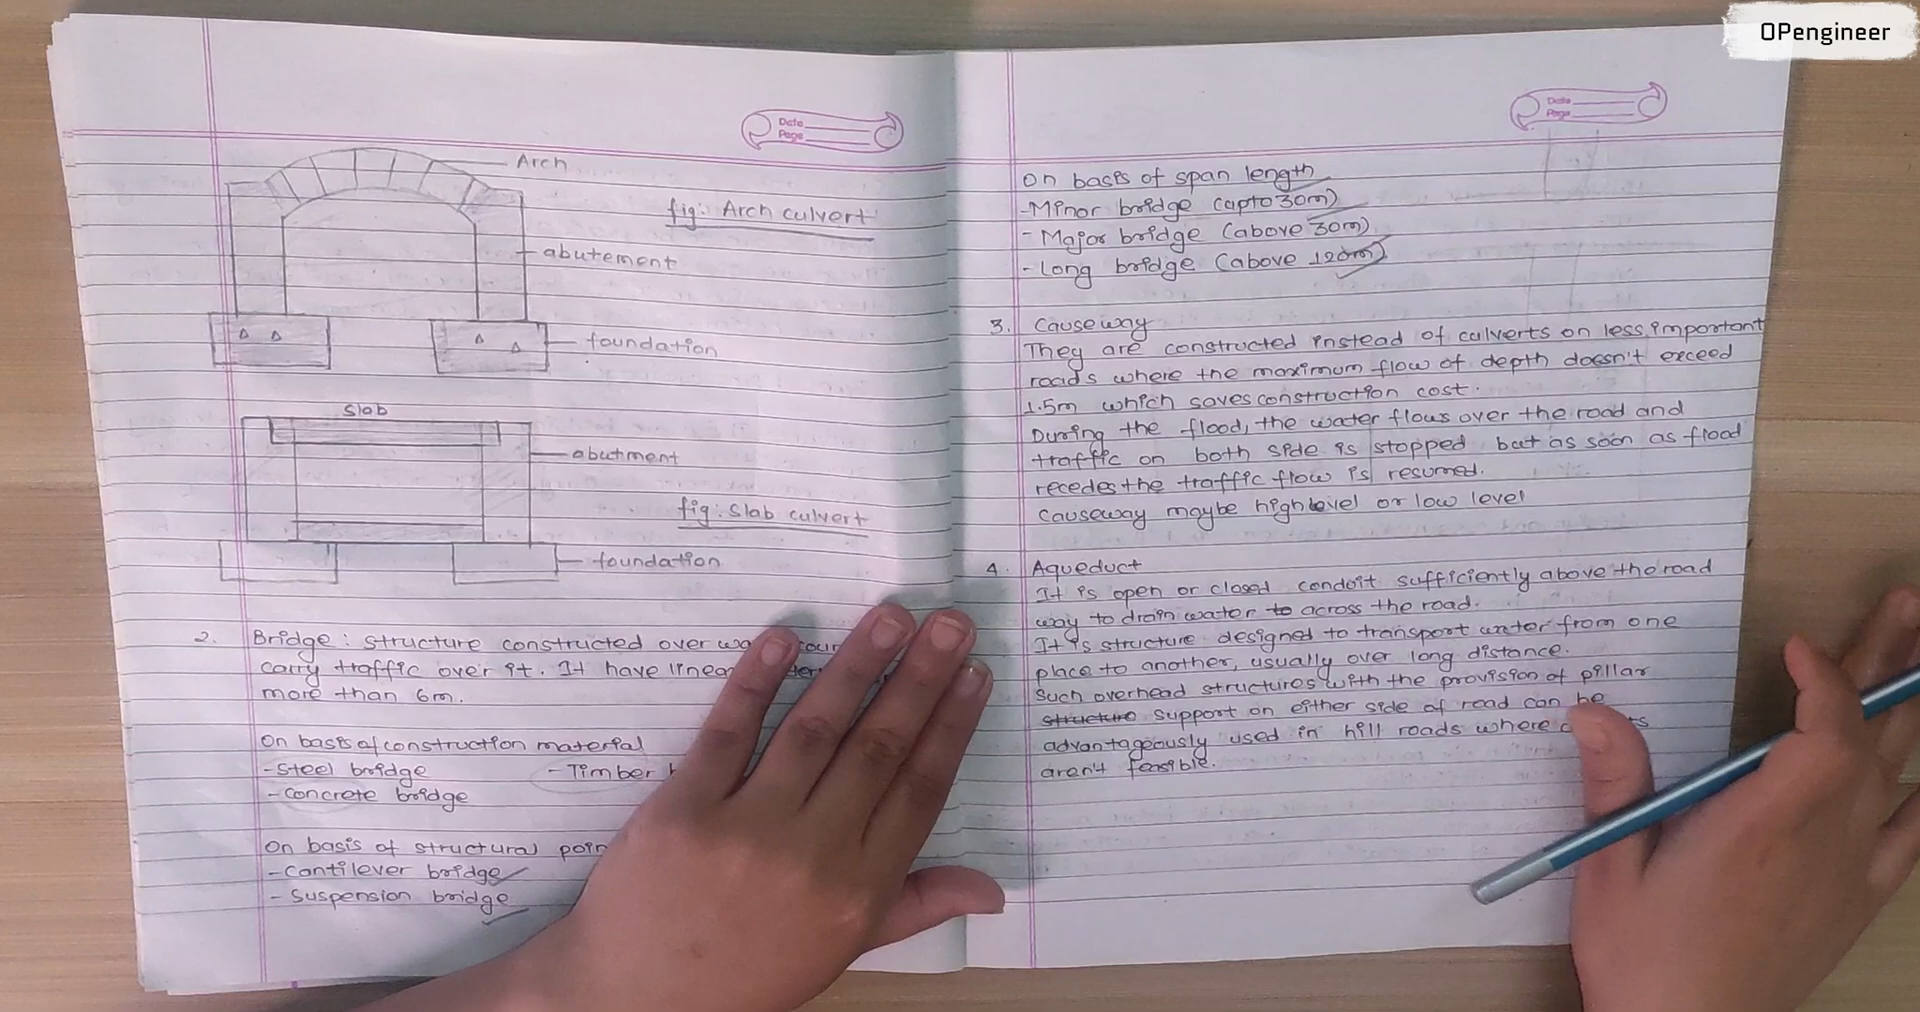 OPengineer
Date
Page
Arch
fig: Arch culvert
abutement
foundation
slab
abutment
fig: slab culvert
foundation
2. Bridge: structure constructed over
carry traffic over it. It have
more than 6m.
On basis of construction material
- Steel bridge - Timber
- Concrete bridge
On basis of structural
- Cantilever bridge
- Suspension bridge
Date
Page
On basis of span length
- Minor bridge (upto 30m)
- Major bridge (above 30m)
- Long bridge (above 120m)
3. Causeway
They are constructed instead of culverts on less important
roads where the maximum flow of depth doesn't exceed
1.5m which saves construction cost.
During the flood, the water flows over the road and
traffic on both side is stopped but as soon as flood
recedes the traffic flow is resumed.
Causeway maybe high level or low level
4. Aqueduct
It is open or closed conduit sufficiently above the road
way to drain water to across the road.
It is structure designed to transport water from one
place to another, usually over long distance.
Such overhead structures with the provision of pillar
structure support on either side of road can be
advantageously used in hill roads where
aren't feasible.